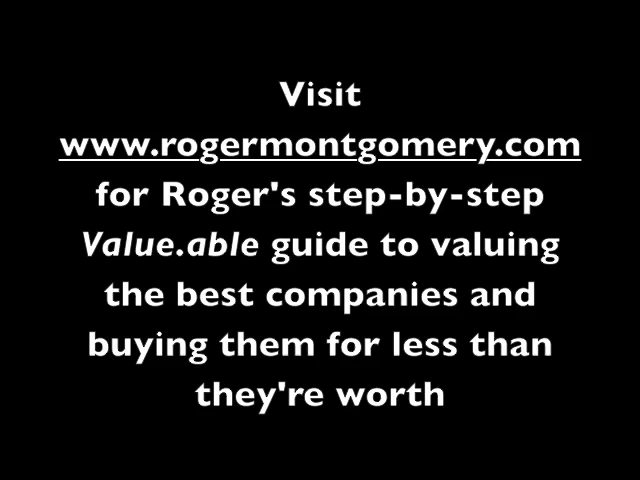 Visit
www.rogermontgomery.com
for Roger's step-by-step
Value.able guide to valuing
the best companies and
buying them for less than
they're worth